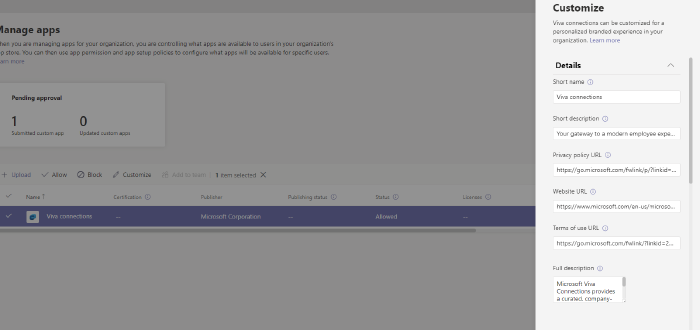 Manage apps
hen you are managing apps for your organization, you are controlling what apps are available to users in your organization's
p store. You can then use app permission and app setup policies to configure what apps will be available for specific users.
arn more
Pending approval
1
0
Submitted custom app
Updated custom apps
+ Upload
Allow
Block
Customize
Add to team
1 item selected
Name ↑
Certification
Publisher
Publishing status
Status
Licenses
Viva connections
--
Microsoft Corporation
--
Allowed
--
Customize
Viva connections can be customized for a
personalized branded experience in your
organization. Learn more
Details
Short name
Viva connections
Short description
Your gateway to a modern employee expe...
Privacy policy URL
https://go.microsoft.com/fwlink/p/?linkid=...
Website URL
https://www.microsoft.com/en-us/microso...
Terms of use URL
https://go.microsoft.com/fwlink/?linkid=2...
Full description
Microsoft Viva
Connections provides
a curated, company-